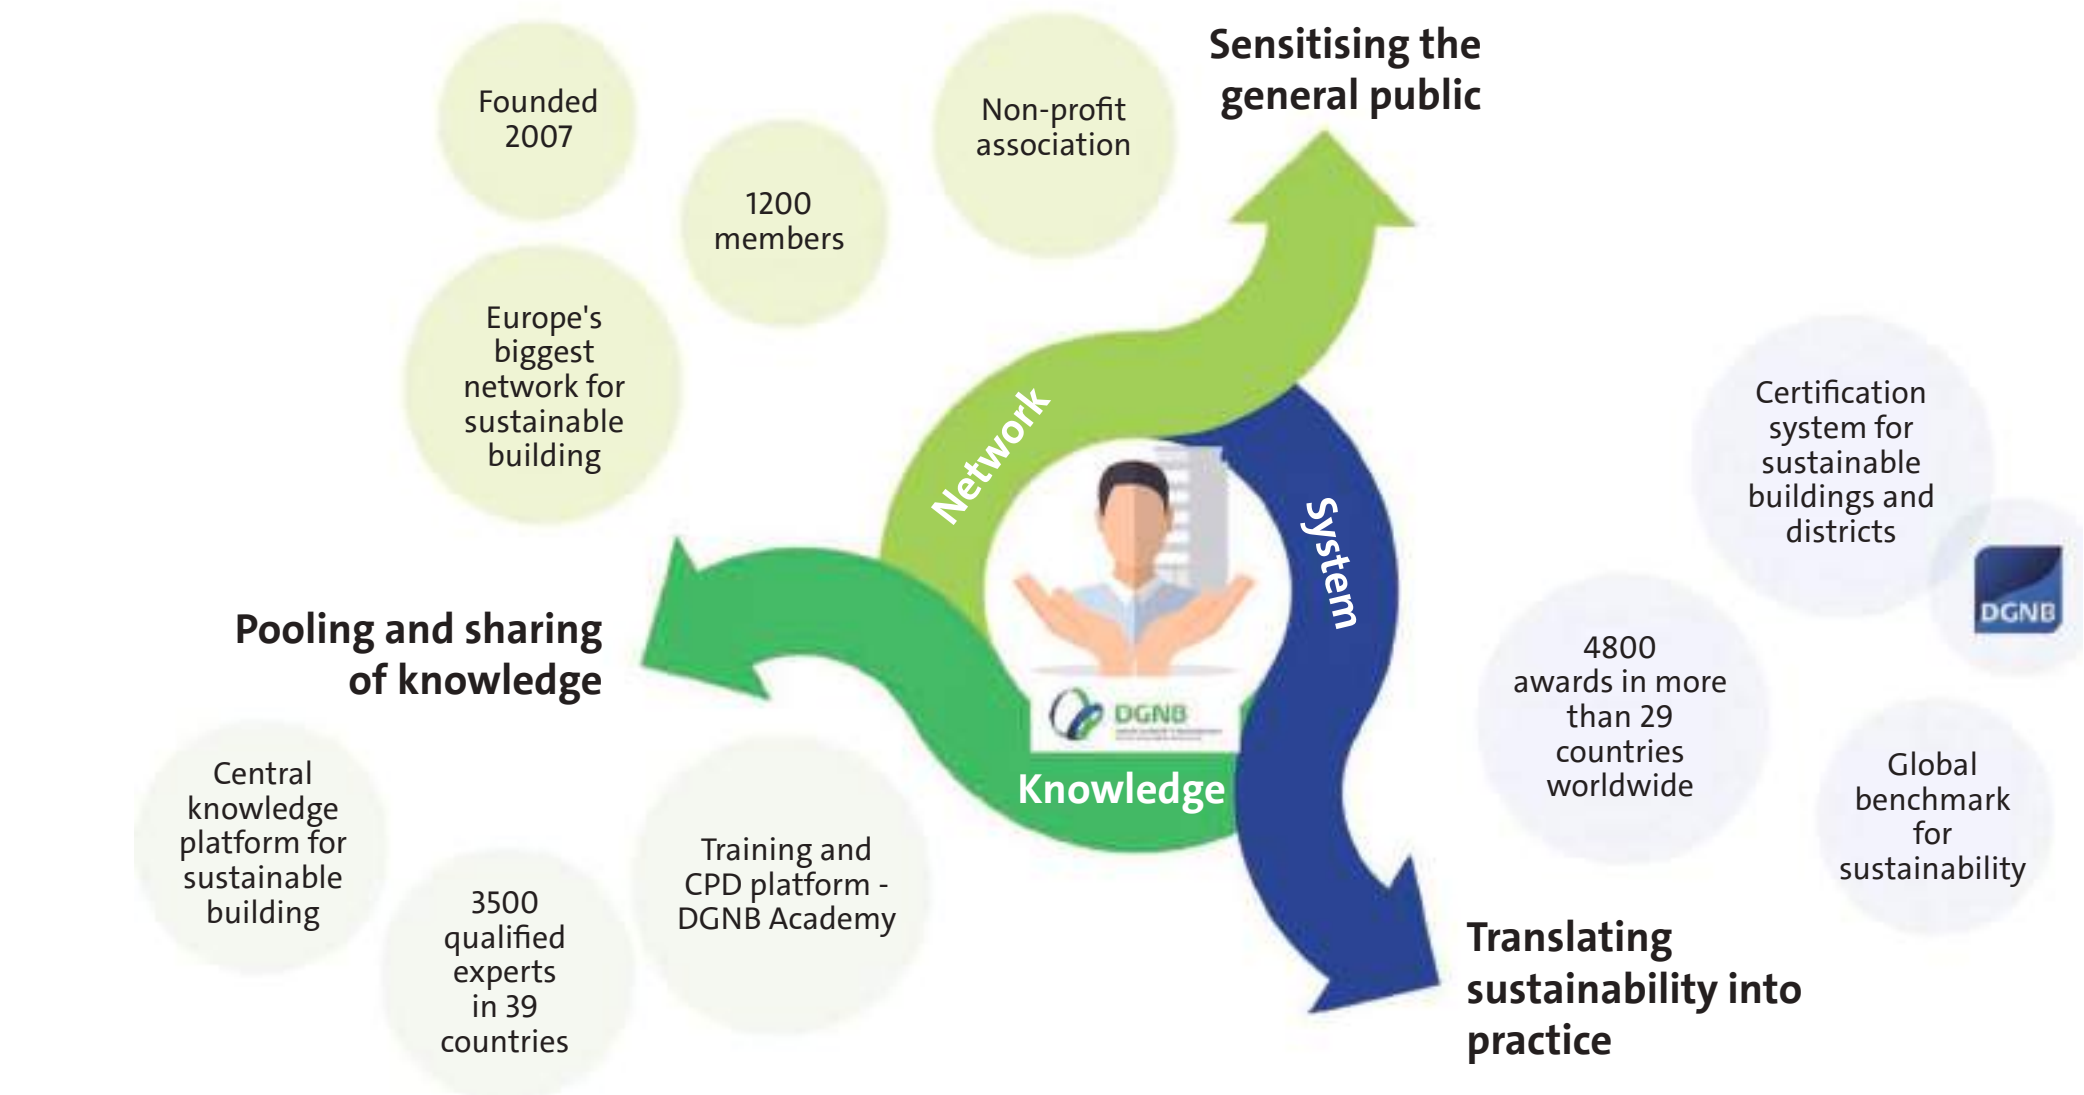 Sensitising the
general public
Founded
2007
Non-profit
association
1200
members
Europe's
biggest
network for
sustainable
building
Network
System
Certification
system for
sustainable
buildings and
districts
DGNB
Pooling and sharing
of knowledge
4800
awards in more
than 29
countries
worldwide
DGNB
Knowledge
Global
benchmark
for
sustainability
Central
knowledge
platform for
sustainable
building
Training and
CPD platform -
DGNB Academy
3500
qualified
experts
in 39
countries
Translating
sustainability into
practice